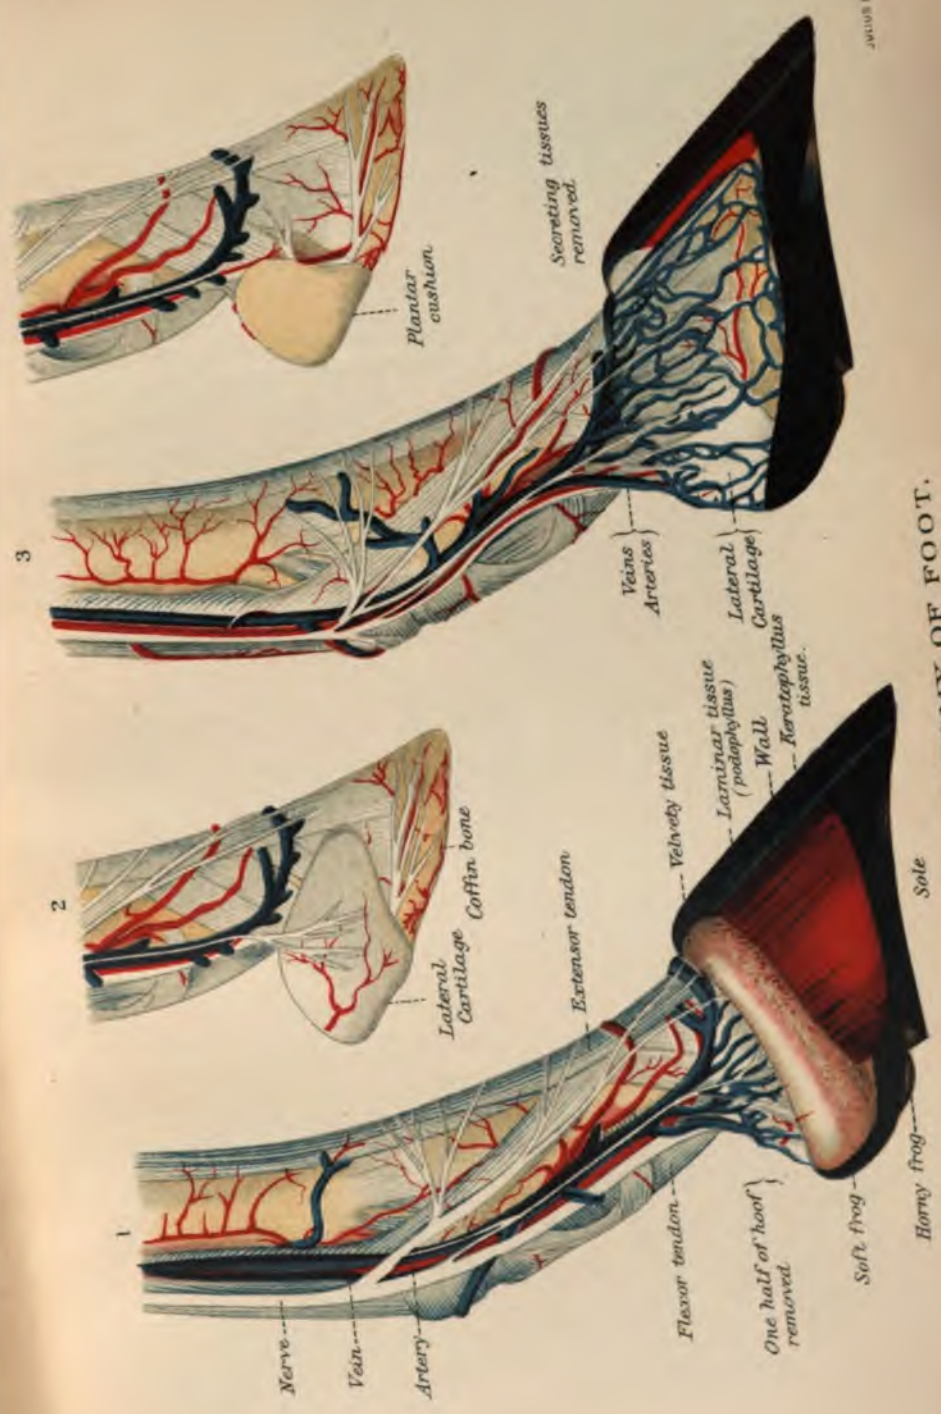 3
Plantar
cushion
Secreting tissues
removed.
Veins
Arteries
Lateral
Cartilage
2
Lateral
Cartilage
Coffin bone
Extensor tendon
Velvety tissue
Laminar tissue
(podophyllus)
Wall
Keratophyllus
tissue.
Sole
1
Nerve
Vein
Artery
Flexor tendon
One half of hoof
removed.
Soft frog
Horny frog
OF FOOT.